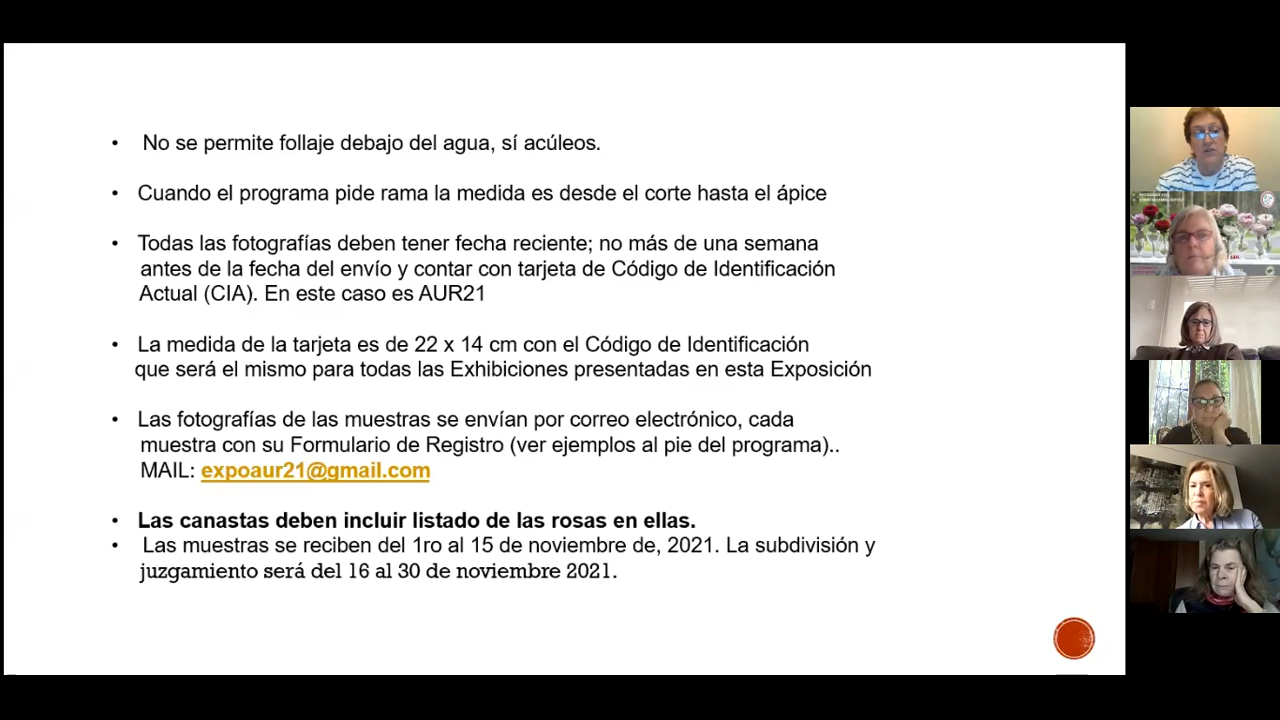 • No se permite follaje debajo del agua, sí acúleos.
• Cuando el programa pide rama la medida es desde el corte hasta el ápice
• Todas las fotografías deben tener fecha reciente; no más de una semana
antes de la fecha del envío y contar con tarjeta de Código de Identificación
Actual (CIA). En este caso es AUR21
• La medida de la tarjeta es de 22 x 14 cm con el Código de Identificación
que será el mismo para todas las Exhibiciones presentadas en esta Exposición
• Las fotografías de las muestras se envían por correo electrónico, cada
muestra con su Formulario de Registro (ver ejemplos al pie del programa)..
MAIL: expoaur21@gmail.com
• Las canastas deben incluir listado de las rosas en ellas.
• Las muestras se reciben del 1ro al 15 de noviembre de, 2021. La subdivisión y
juzgamiento será del 16 al 30 de noviembre 2021.